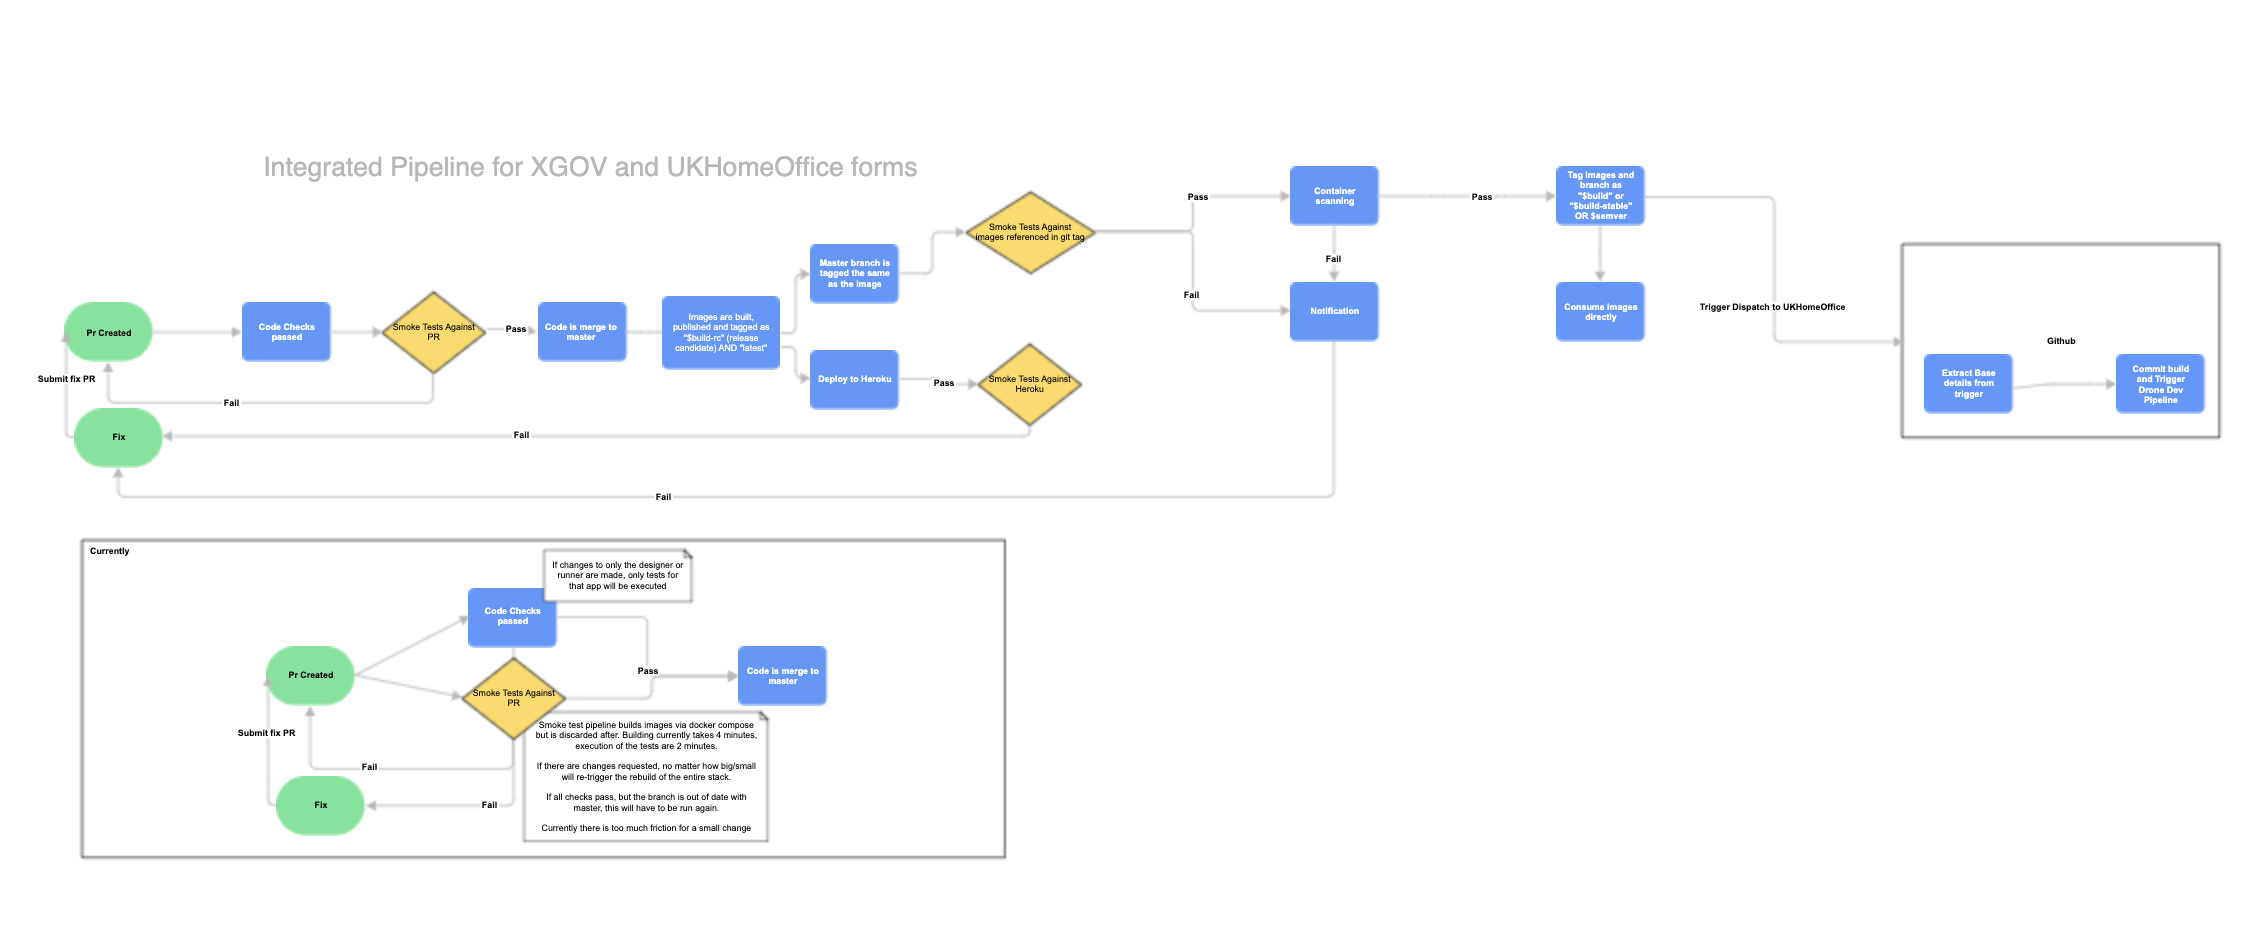 Integrated Pipeline for XGOV and UKHomeOffice forms
Pr Created
Code Checks
passed
Smoke Tests Against
PR
Pass
Code is merge to
master
Images are built,
published and tagged as
"$build-rc" (release
candidate) AND "latest"
Master branch is
tagged the same
as the image
Deploy to Heroku
Pass
Smoke Tests Against
images referenced in git tag
Smoke Tests Against
Heroku
Pass
Fail
Container
scanning
Fail
Notification
Pass
Tag images and
branch as
"$build" or
"$build-stable"
OR $semver
Consume images
directly
Trigger Dispatch to UKHomeOffice
Github
Extract Base
details from
trigger
Commit build
and Trigger
Drone Dev
Pipeline
Submit fix PR
Fail
Fix
Fail
Fail
Currently
If changes to only the designer or
runner are made, only tests for
that app will be executed
Code Checks
passed
Pr Created
Smoke Tests Against
PR
Pass
Code is merge to
master
Submit fix PR
Fail
Fix
Fail
Smoke test pipeline builds images via docker compose
but is discarded after. Building currently takes 4 minutes,
execution of the tests are 2 minutes.
If there are changes requested, no matter how big/small
will re-trigger the rebuild of the entire stack.
If all checks pass, but the branch is out of date with
master, this will have to be run again.
Currently there is too much friction for a small change